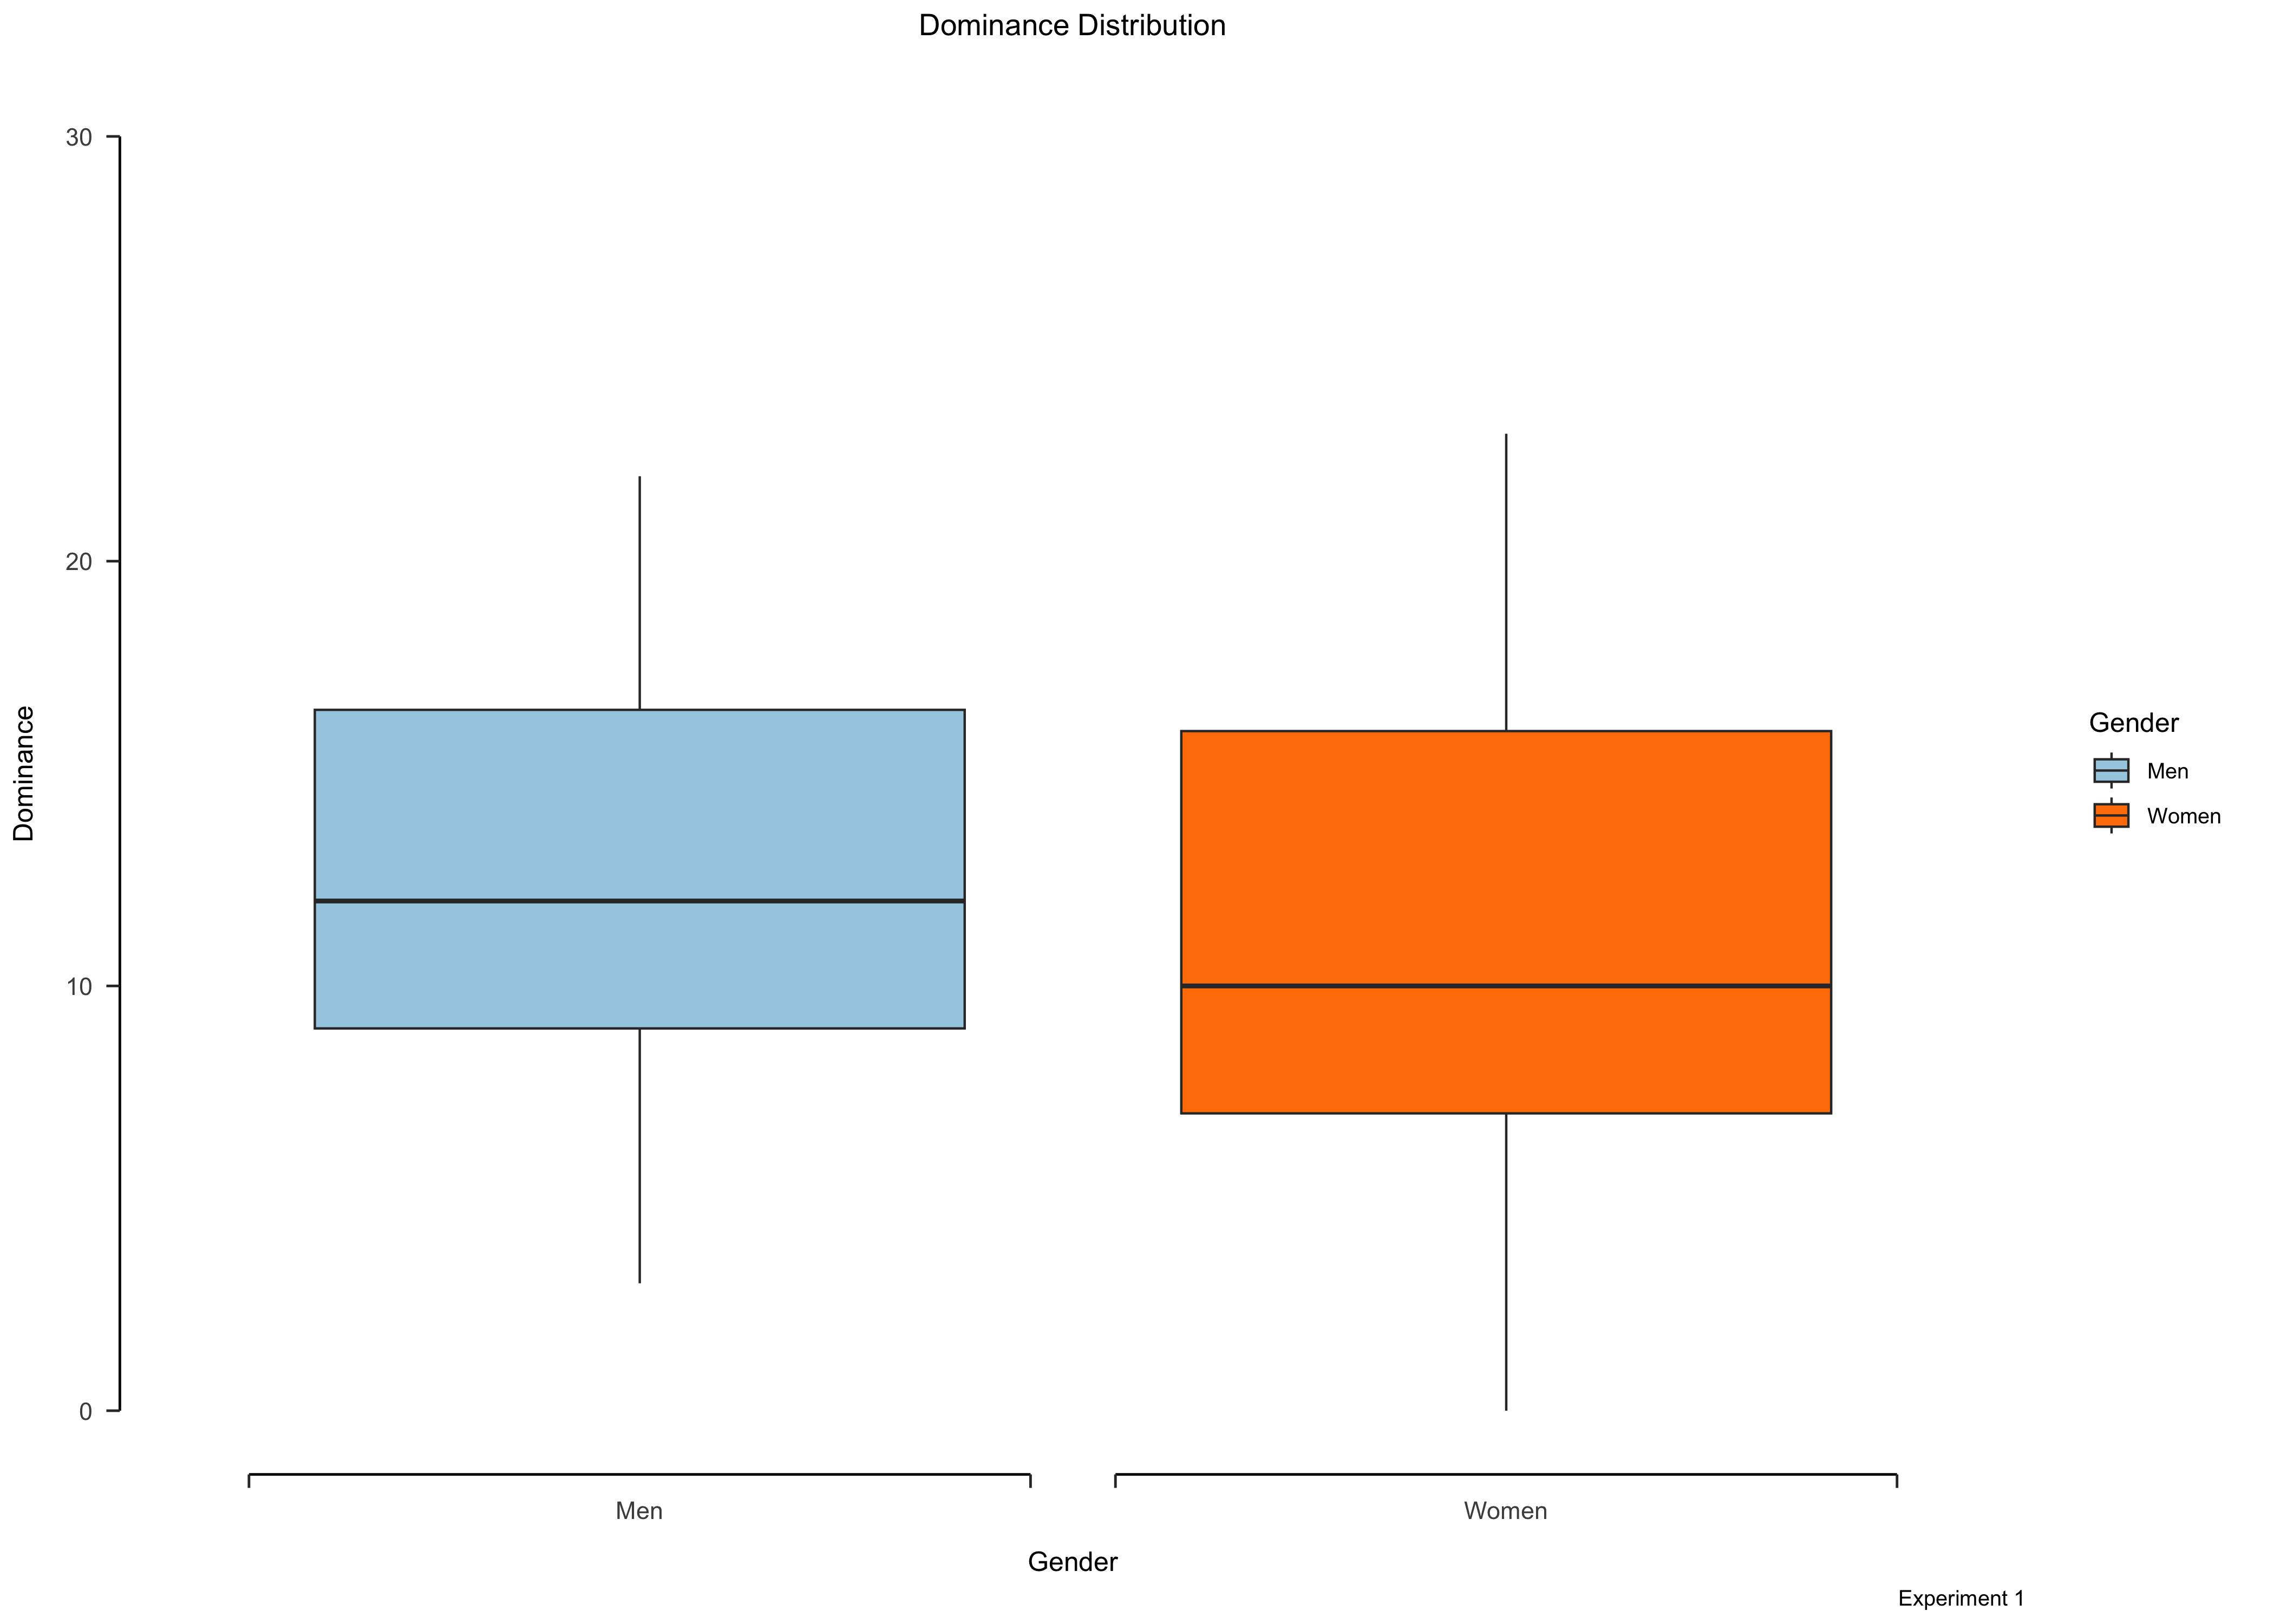 Dominance Distribution
30
20
10
0
Dominance
Men
Women
Gender
Gender
Men
Women
Experiment 1